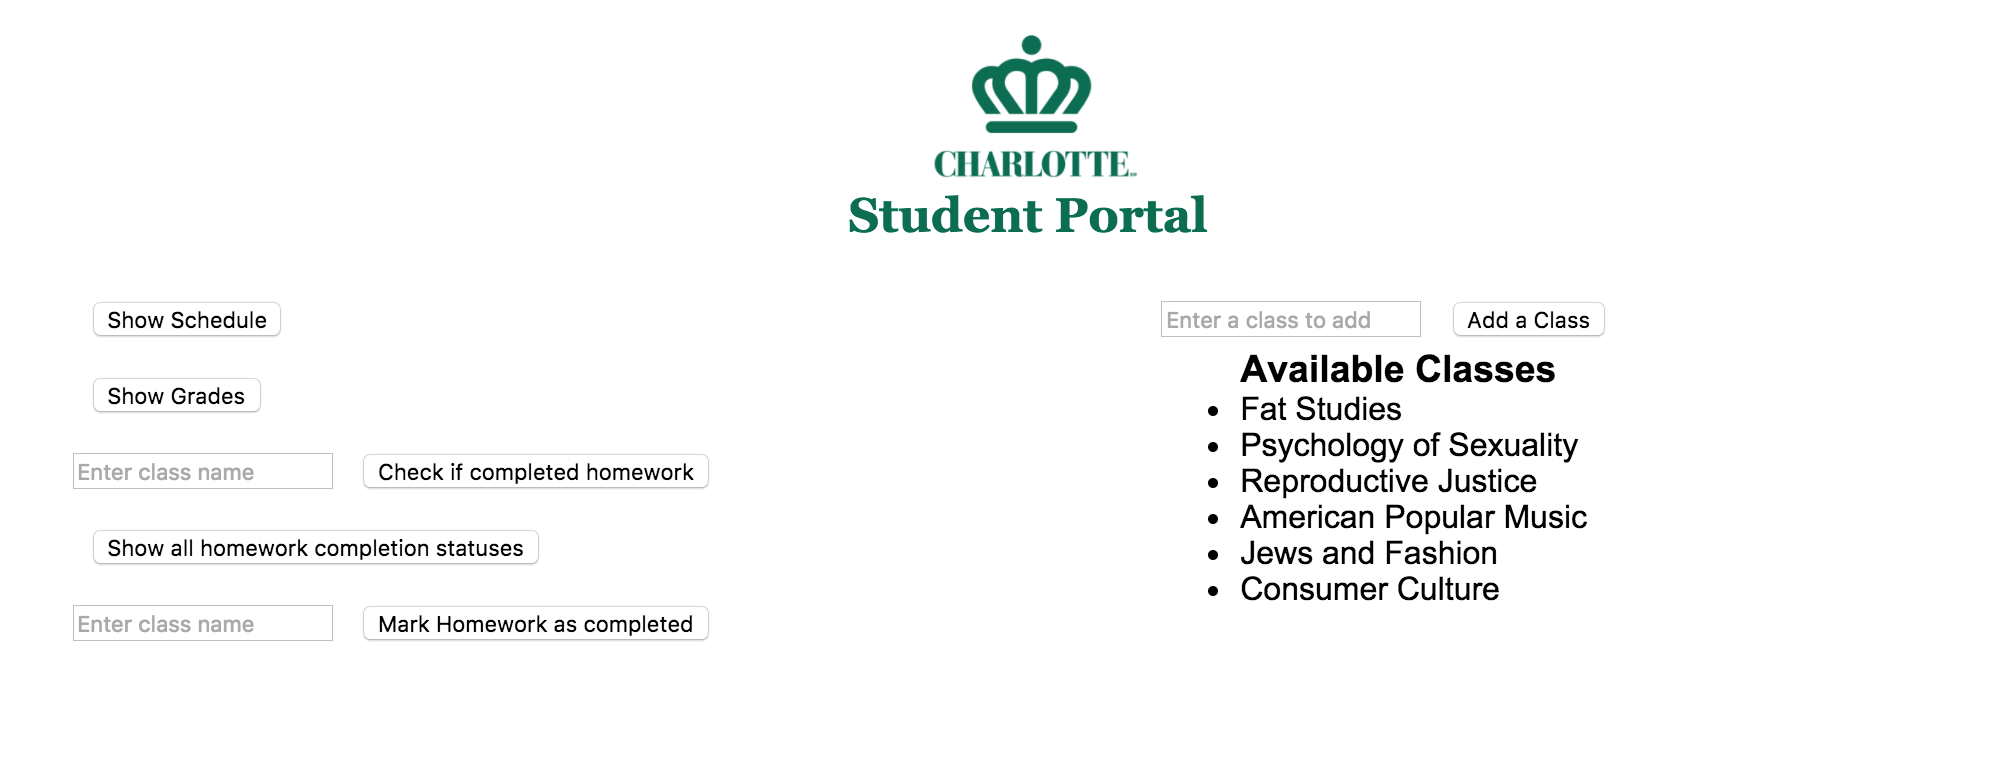 CHARLOTTE
Student Portal
Show Schedule
Show Grades
Enter class name Check if completed homework
Show all homework completion statuses
Enter class name Mark Homework as completed
Enter a class to add Add a Class
Available Classes
• Fat Studies
• Psychology of Sexuality
• Reproductive Justice
• American Popular Music
• Jews and Fashion
• Consumer Culture